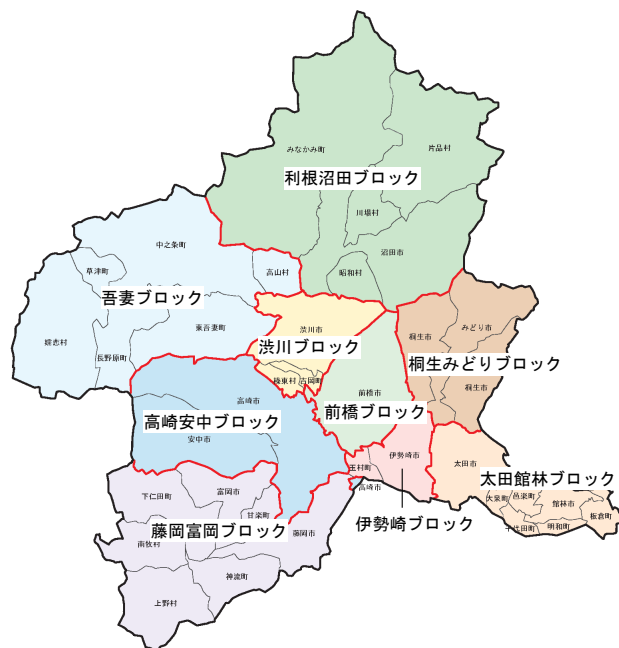 みなかみ町
片品村
利根沼田ブロック
川場村
中之条町
沼田市
草津町
高山村
昭和村
吾妻ブロック
嬬恋村
長野原町
東吾妻町
渋川市
桐生市
みどり市
渋川ブロック
桐生みどりブロック
榛東村
吉岡町
桐生市
前橋市
高崎市
高崎安中ブロック
前橋ブロック
安中市
伊勢崎市
玉村町
太田市
高崎市
太田館林ブロック
下仁田町
富岡市
大泉町
邑楽町
館林市
板倉町
甘楽町
藤岡富岡ブロック
藤岡市
伊勢崎ブロック
千代田町
明和町
南牧村
神流町
上野村